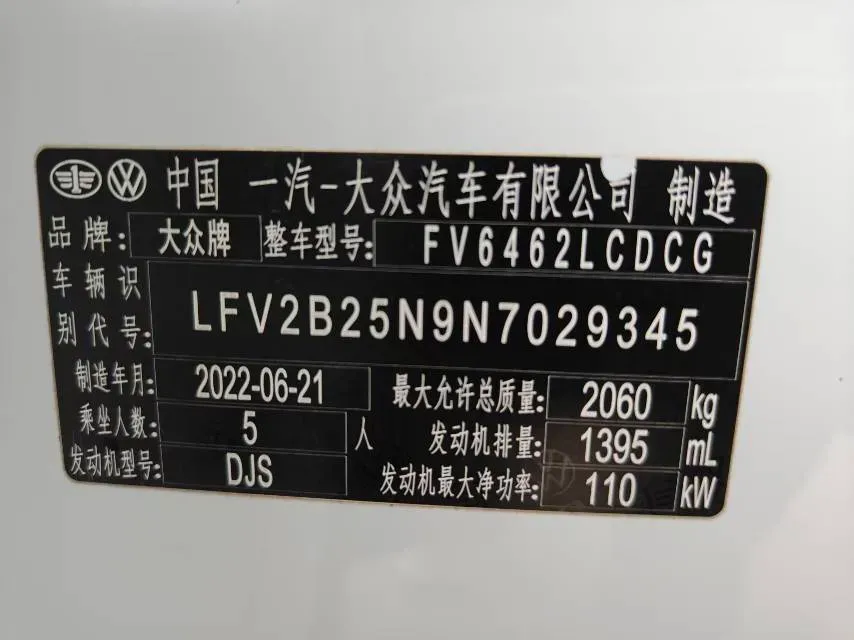 中国 一汽-大众汽车有限公司 制造
品牌: 大众牌 整车型号: FV6462LCDCG
车辆识别代号: LFV2B25N9N7029345
制造年月: 2022-06-21 最大允许总质量: 2060 kg
乘坐人数: 5 人 发动机排量: 1395 mL
发动机型号: DJS 发动机最大净功率: 110 kW